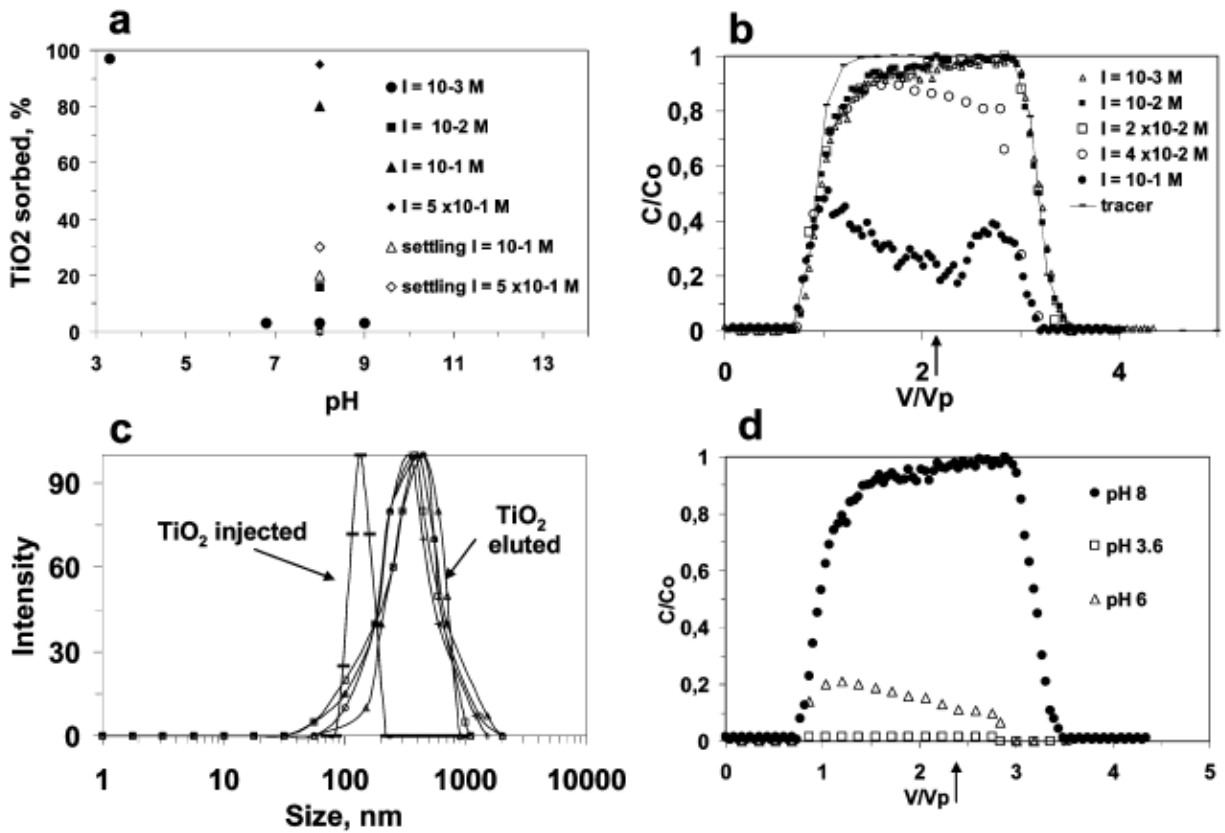 a
TiO2 sorbed, %
100
80
60
40
20
0
3
5
7
9
11
13
pH
I = 10-3 M
I = 10-2 M
I = 10-1 M
I = 5 x10-1 M
settling I = 10-1 M
settling I = 5 x10-1 M
b
C/Co
1
0,8
0,6
0,4
0,2
0
0
2
4
V/Vp
I = 10-3 M
I = 10-2 M
I = 2 x10-2 M
I = 4 x10-2 M
I = 10-1 M
tracer
c
Intensity
90
60
30
0
1
10
100
1000
10000
Size, nm
TiO2 injected
TiO2
eluted
d
C/Co
1
0,8
0,6
0,4
0,2
0
0
1
2
3
4
5
V/Vp
pH 8
pH 3.6
pH 6